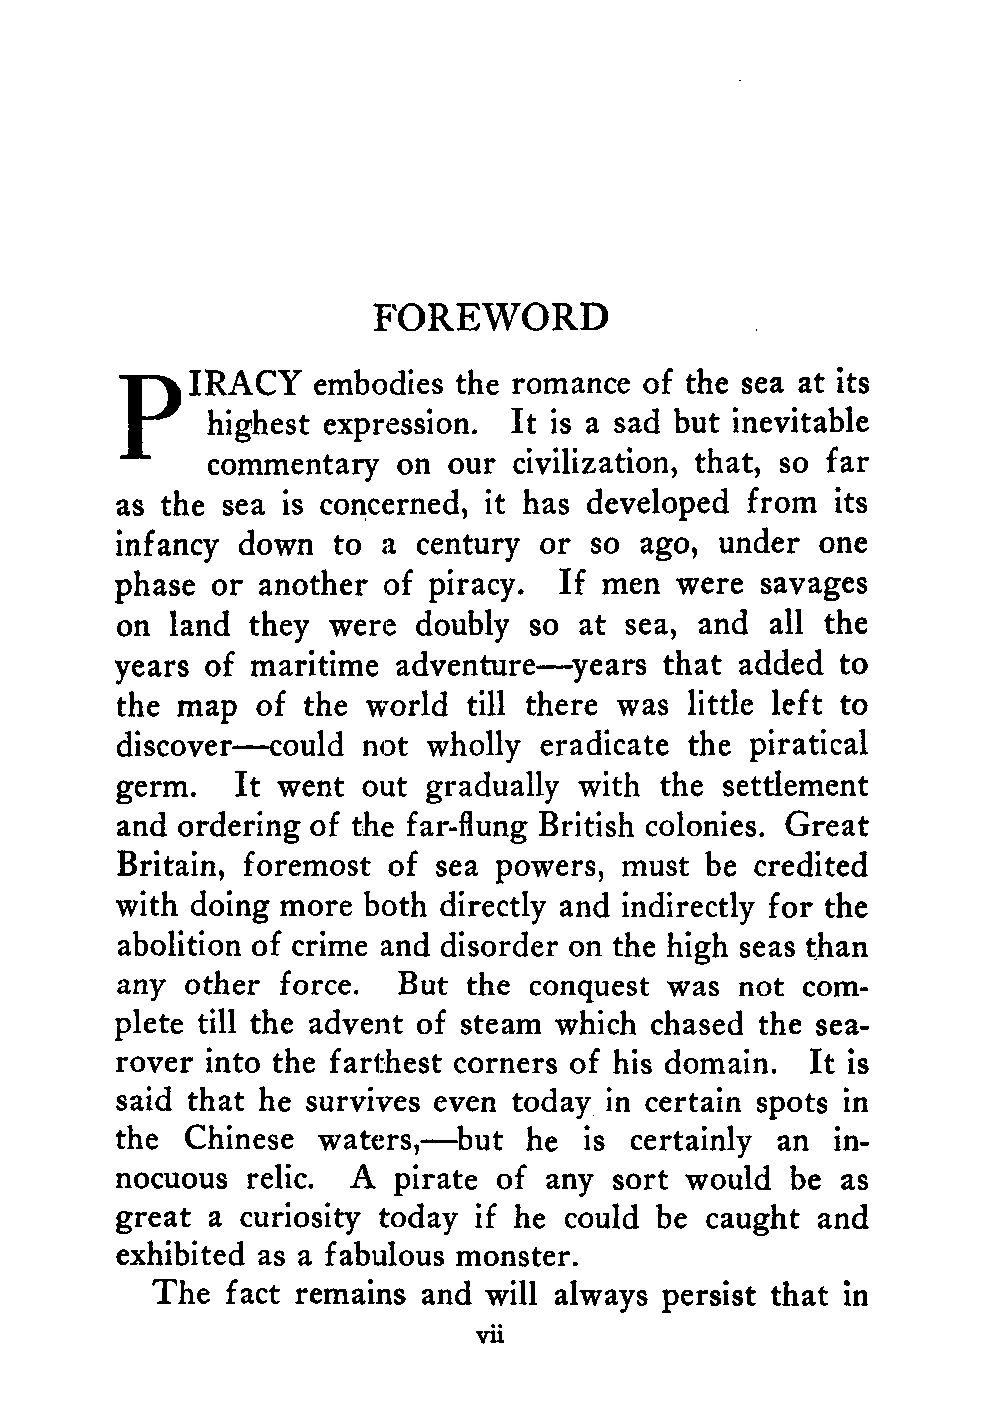 FOREWORD
PIRACY embodies the romance of the sea at its
highest expression. It is a sad but inevitable
commentary on our civilization, that, so far
as the sea is concerned, it has developed from its
infancy down to a century or so ago, under one
phase or another of piracy. If men were savages
on land they were doubly so at sea, and all the
years of maritime adventure—years that added to
the map of the world till there was little left to
discover—could not wholly eradicate the piratical
germ. It went out gradually with the settlement
and ordering of the far-flung British colonies. Great
Britain, foremost of sea powers, must be credited
with doing more both directly and indirectly for the
abolition of crime and disorder on the high seas than
any other force. But the conquest was not com-
plete till the advent of steam which chased the sea-
rover into the farthest corners of his domain. It is
said that he survives even today in certain spots in
the Chinese waters,—but he is certainly an in-
nocuous relic. A pirate of any sort would be as
great a curiosity today if he could be caught and
exhibited as a fabulous monster.
The fact remains and will always persist that in
vii